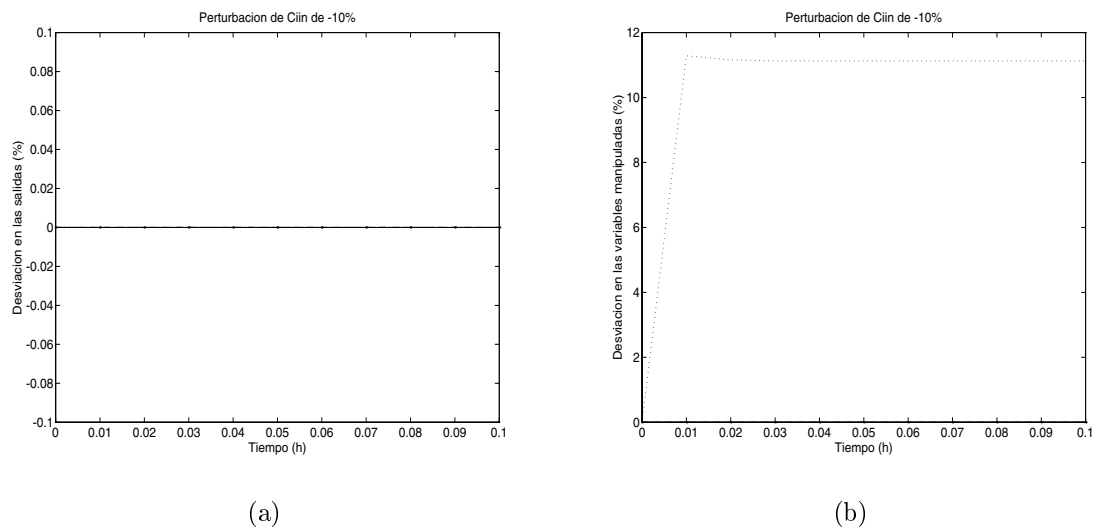 Perturbacion de Ciin de -10%
0.1
0.08
0.06
0.04
0.02
0
-0.02
-0.04
-0.06
-0.08
-0.1
Desviacion en las salidas (%)
0 0.01 0.02 0.03 0.04 0.05 0.06 0.07 0.08 0.09 0.1
Tiempo (h)
(a)
Perturbacion de Ciin de -10%
12
10
8
6
4
2
0
Desviacion en las variables manipuladas (%)
0 0.01 0.02 0.03 0.04 0.05 0.06 0.07 0.08 0.09 0.1
Tiempo (h)
(b)